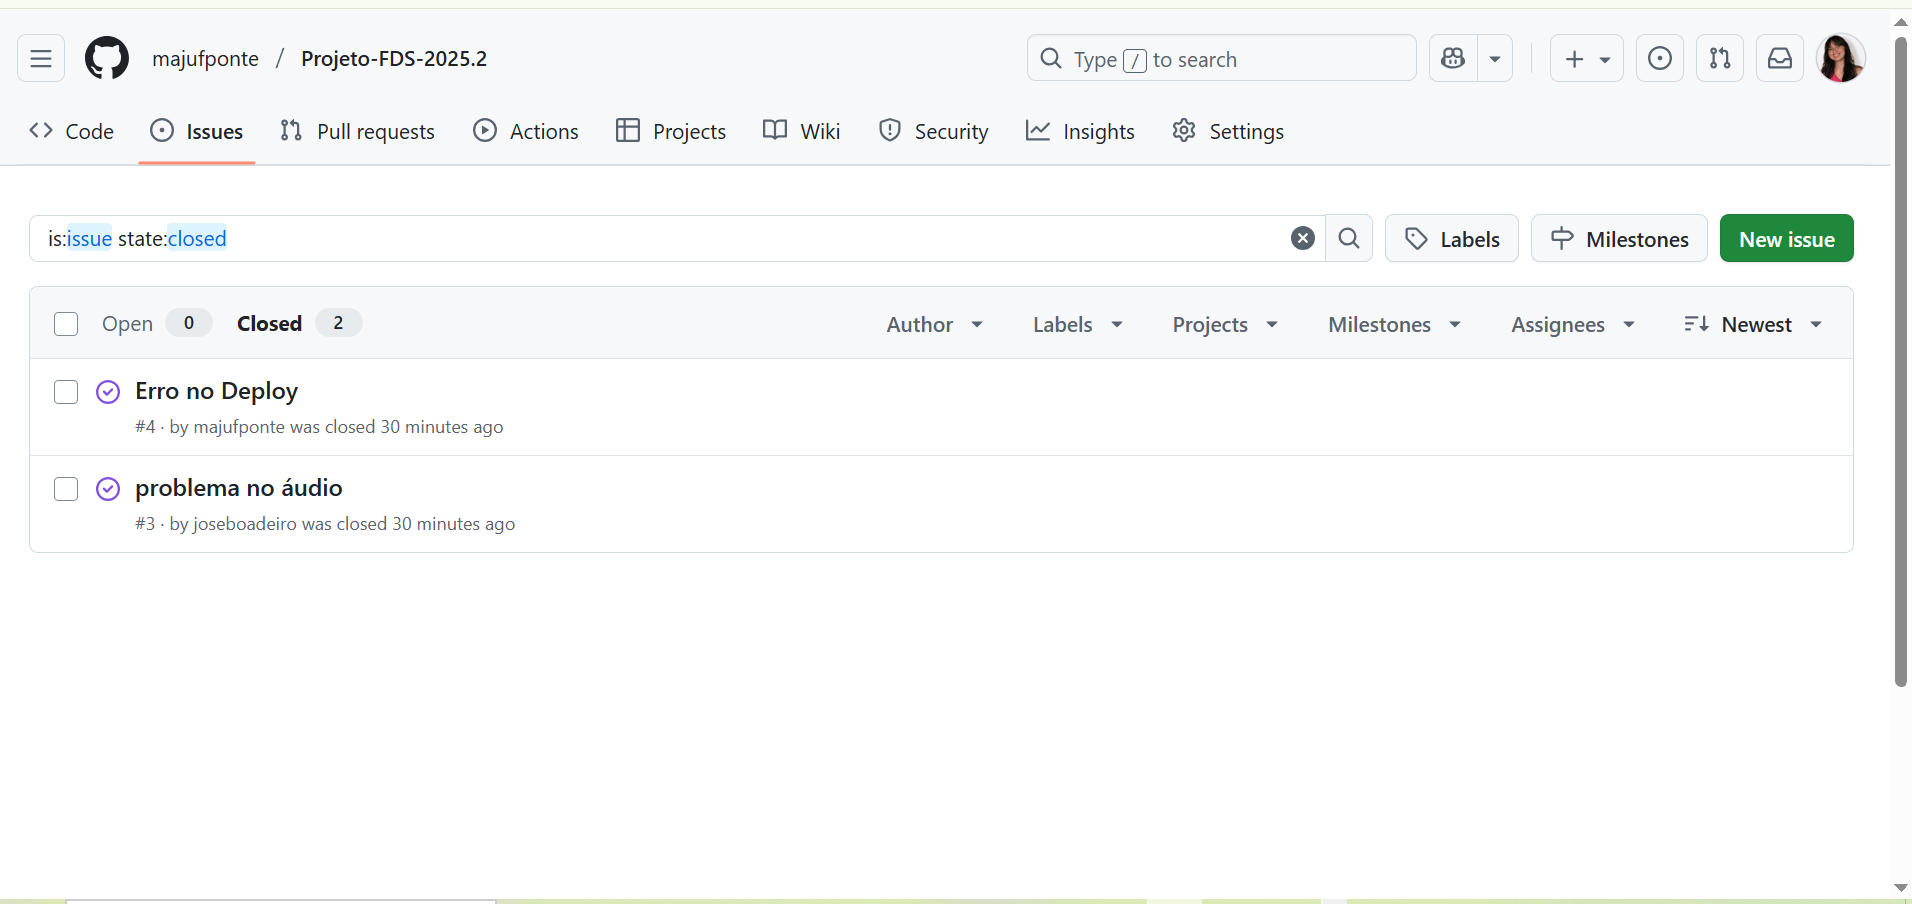 majufponte / Projeto-FDS-2025.2
Type / to search
Code Issues Pull requests Actions Projects Wiki Security Insights Settings
is:issue state:closed
Labels Milestones New issue
Open 0 Closed 2 Author Labels Projects Milestones Assignees Newest
Erro no Deploy
#4 · by majufponte was closed 30 minutes ago
problema no áudio
#3 · by joseboadeiro was closed 30 minutes ago